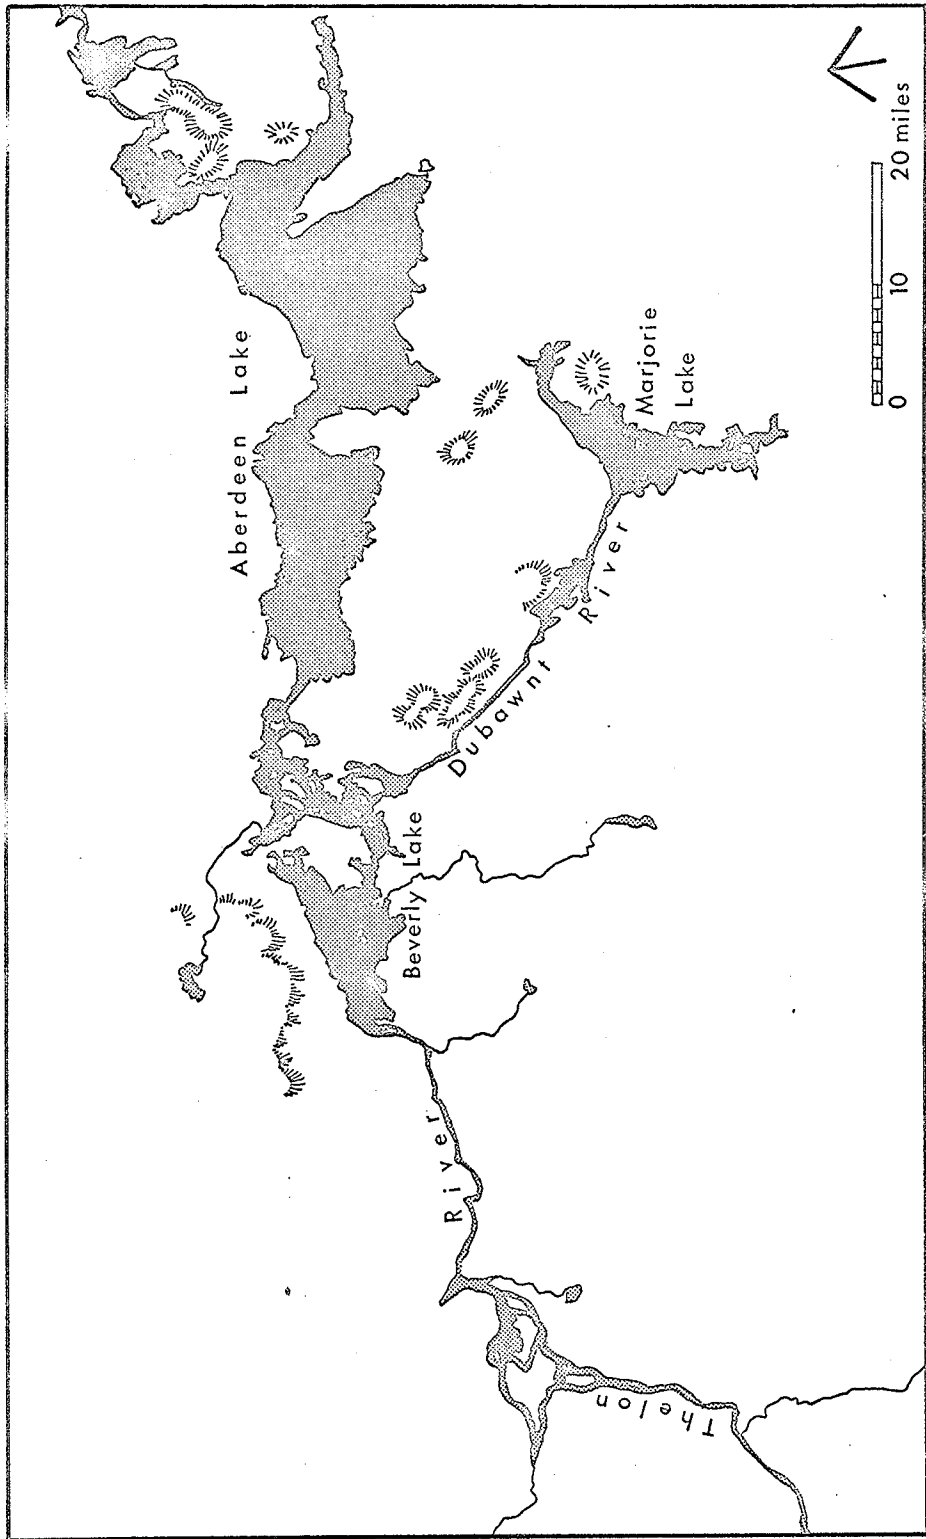 Aberdeen Lake
Beverly Lake
Marjorie
Lake
Dubawnt River
Thelon River
0 10 20 miles